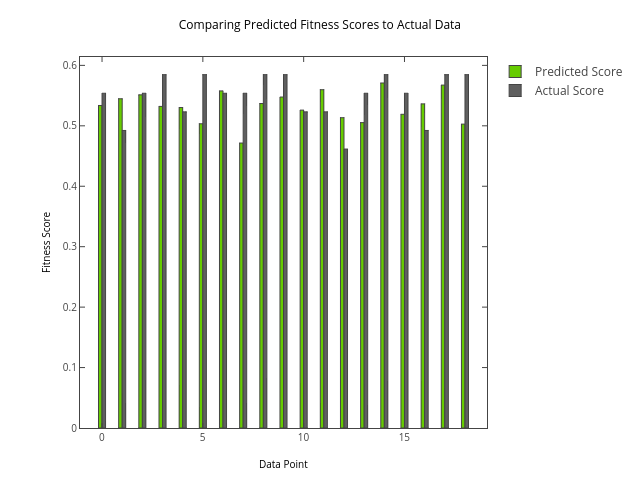 Comparing Predicted Fitness Scores to Actual Data
Predicted Score
Actual Score
Fitness Score
0.6
0.5
0.4
0.3
0.2
0.1
0
0 5 10 15
Data Point